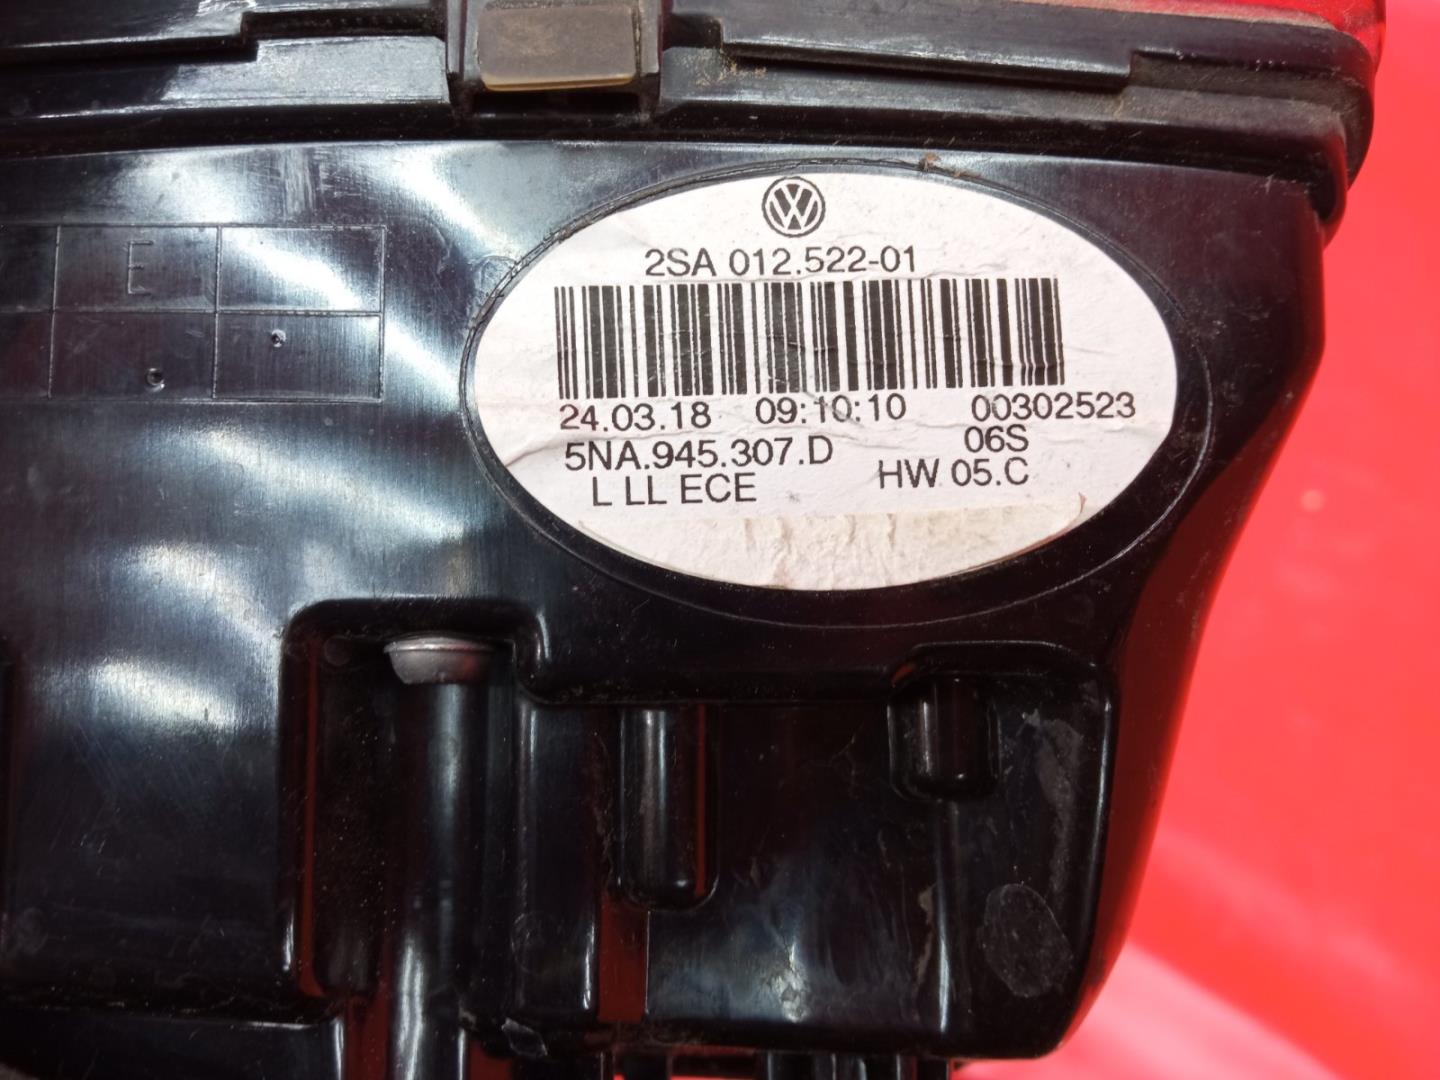 E
VW
2SA 012.522-01
24.03.18 09:10:10 00302523
5NA.945.307.D 06S
L LL ECE HW 05.C